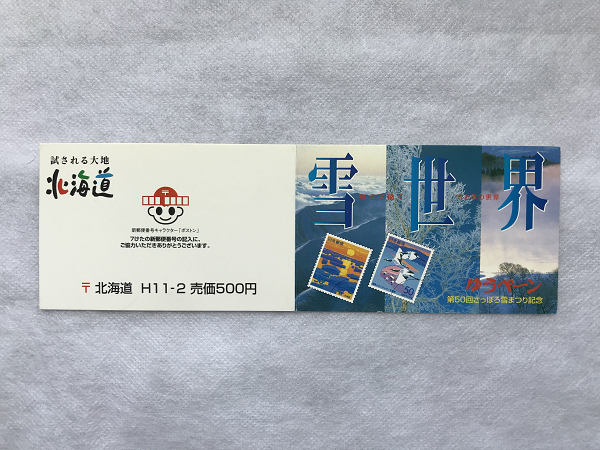 試される大地
北海道
新郵便番号キャラクター「ポストン」
7けたの新郵便番号の記入に、
ご協力いただきありがとうございます。
〒北海道 H11-2 売価500円
雪世界
ゆうペーン
第50回さっぽろ雪まつり記念
50